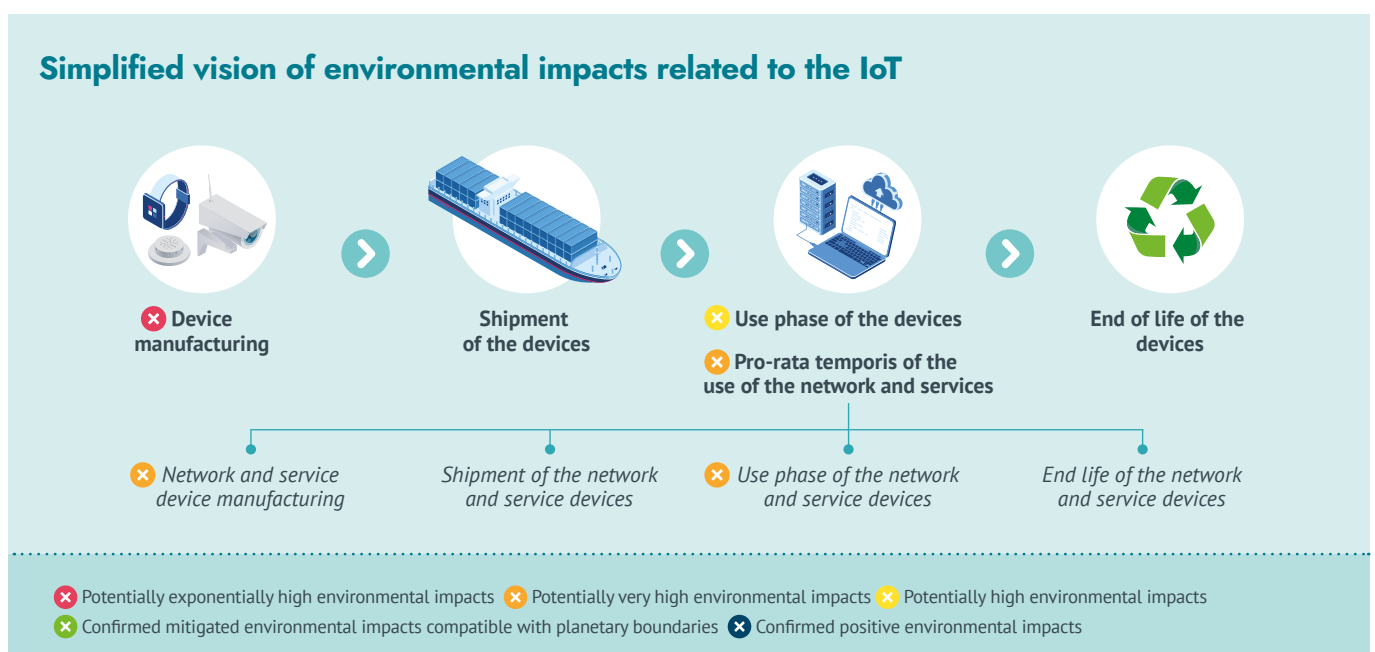 Simplified vision of environmental impacts related to the IoT
Device
manufacturing
Shipment
of the devices
Use phase of the devices
Pro-rata temporis of the
use of the network and services
End of life of the
devices
Network and service
device manufacturing
Shipment of the network
and service devices
Use phase of the network
and service devices
End life of the network
and service devices
Potentially exponentially high environmental impacts Potentially very high environmental impacts Potentially high environmental impacts
Confirmed mitigated environmental impacts compatible with planetary boundaries Confirmed positive environmental impacts